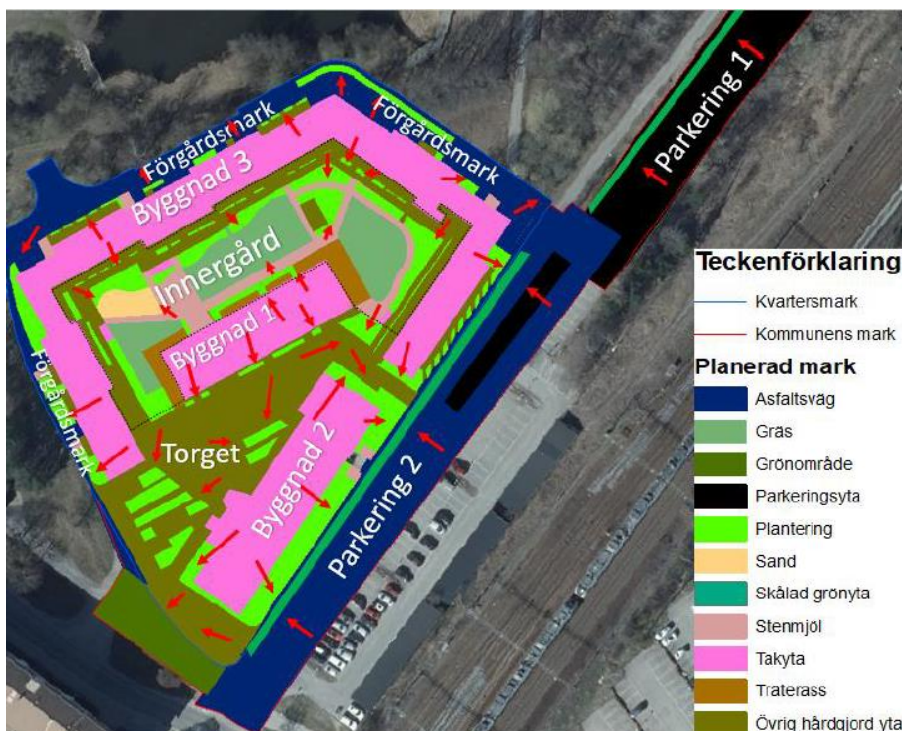 Parkering 1
Förgårdsmark
Förgårdsmark
Byggnad 3
Innergård
Byggnad 1
Förgårdsmark
Torget
Byggnad 2
Parkering 2
Teckenförklaring
Kvartersmark
Kommunens mark
Planerad mark
Asfaltsväg
Gräs
Grönområde
Parkeringsyta
Plantering
Sand
Skålad grönyta
Stenmjöl
Takyta
Träterass
Övrig hårdgjord yta